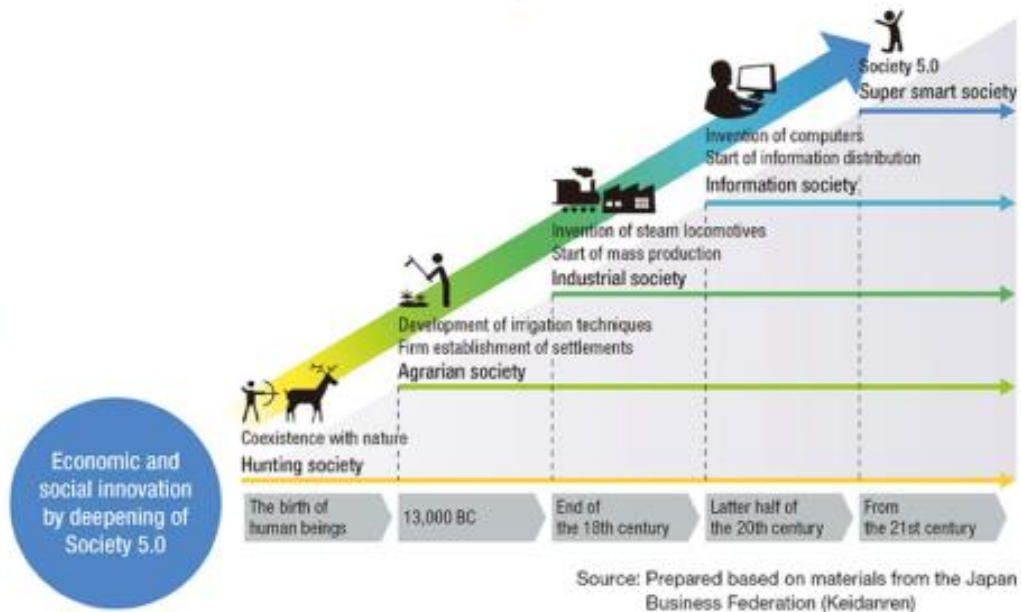 Society 5.0
Super smart society
Invention of computers
Start of information distribution
Information society
Invention of steam locomotives
Start of mass production
Industrial society
Development of irrigation techniques
Firm establishment of settlements
Agrarian society
Coexistence with nature
Hunting society
Economic and
social innovation
by deepening of
Society 5.0
The birth of
human beings
13,000 BC
End of
the 18th century
Latter half of
the 20th century
From
the 21st century
Source: Prepared based on materials from the Japan
Business Federation (Keidanren)